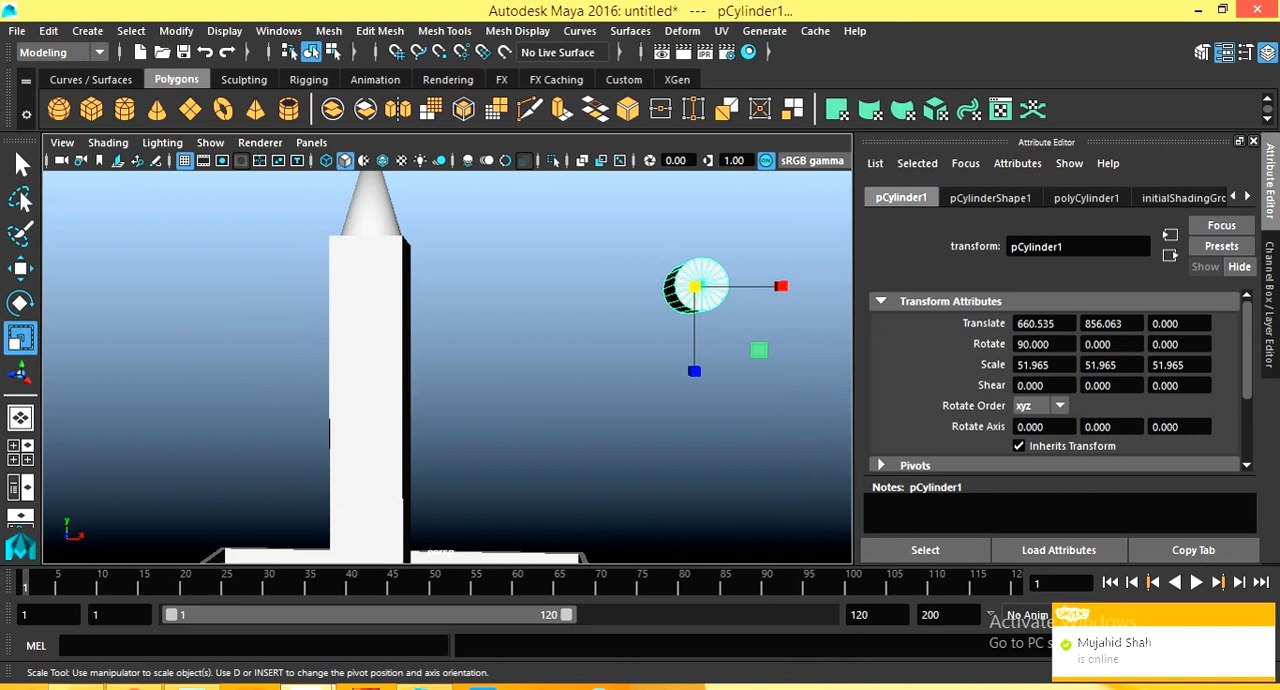 Autodesk Maya 2016: untitled* --- pCylinder1...
File Edit Create Select Modify Display Windows Mesh Edit Mesh Mesh Tools Mesh Display Curves Surfaces Deform UV Generate Cache Help
Modeling No Live Surface
Curves / Surfaces Polygons Sculpting Rigging Animation Rendering FX FX Caching Custom XGen
View Shading Lighting Show Renderer Panels
0.00 1.00 ON sRGB gamma
Attribute Editor
List Selected Focus Attributes Show Help
pCylinder1 pCylinderShape1 polyCylinder1 initialShadingGrc
Focus
transform: pCylinder1
Presets
Show Hide
Transform Attributes
Translate 660.535 856.063 0.000
Rotate 90.000 0.000 0.000
Scale 51.965 51.965 51.965
Shear 0.000 0.000 0.000
Rotate Order xyz
Rotate Axis 0.000 0.000 0.000
Inherits Transform
Pivots
Notes: pCylinder1
Select Load Attributes Copy Tab
Attribute Editor
Channel Box / Layer Editor
y
x
persp
1 5 10 15 20 25 30 35 40 45 50 55 60 65 70 75 80 85 90 95 100 105 110 115 12
1
1 1 1 120 120 200 No Anim
Activate Windows
Go to PC s
MEL
Mujahid Shah
is online
Scale Tool: Use manipulator to scale object(s). Use D or INSERT to change the pivot position and axis orientation.